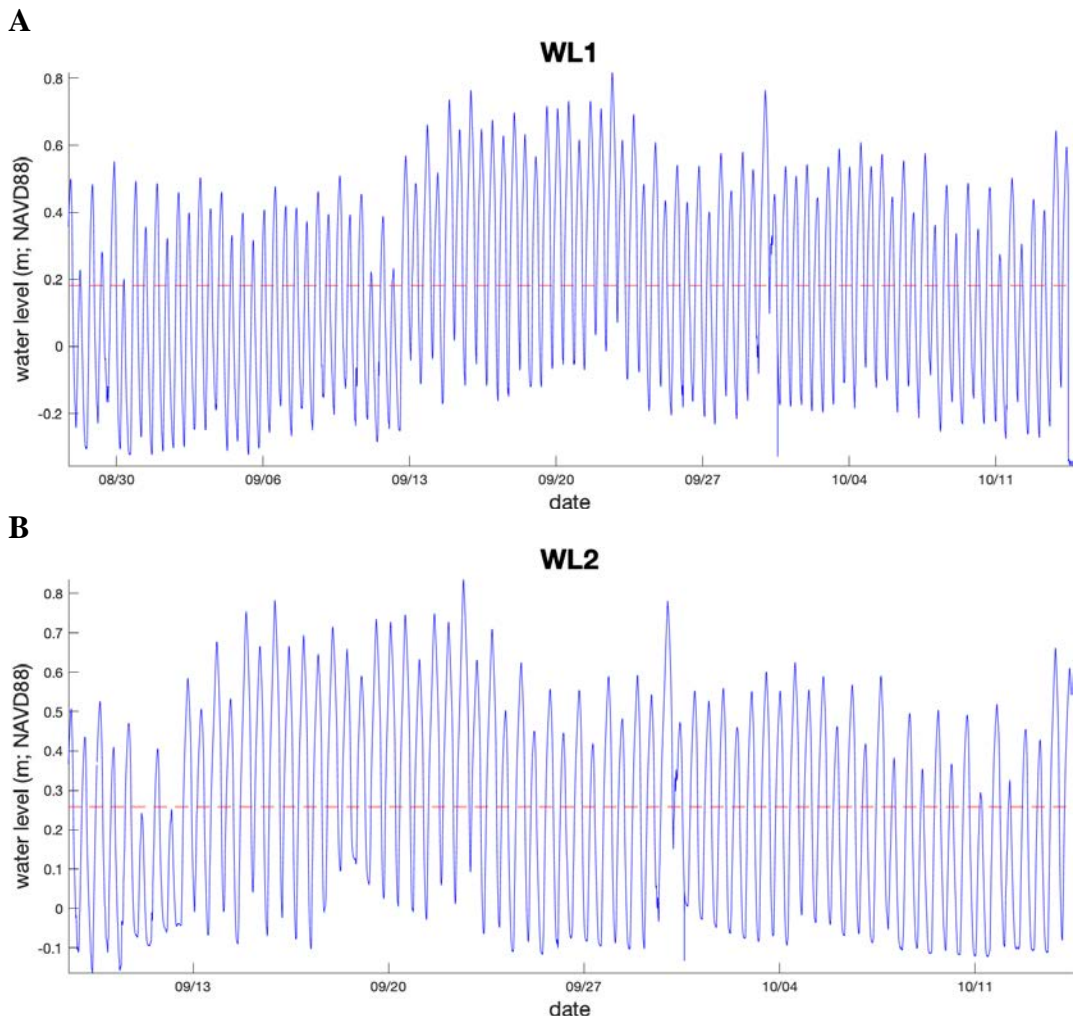 A
WL1
water level (m; NAVD88)
0.8
0.6
0.4
0.2
0
-0.2
08/30 09/06 09/13 09/20 09/27 10/04 10/11
date
B
WL2
water level (m; NAVD88)
0.8
0.7
0.6
0.5
0.4
0.3
0.2
0.1
0
-0.1
09/13 09/20 09/27 10/04 10/11
date